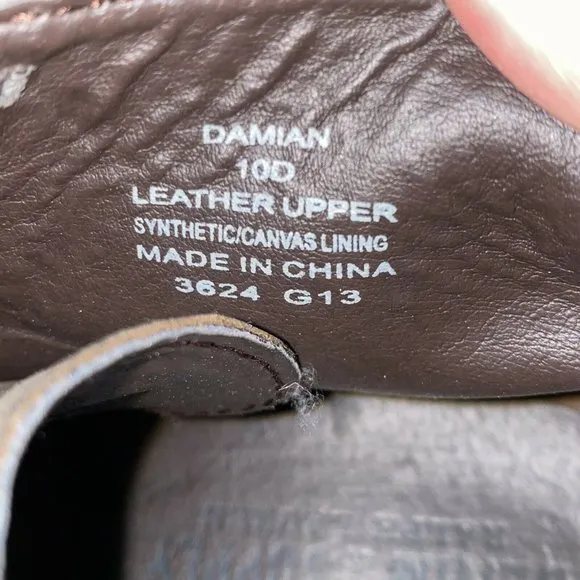 DAMIAN
10D
LEATHER UPPER
SYNTHETIC/CANVAS LINING
MADE IN CHINA
3624 G13